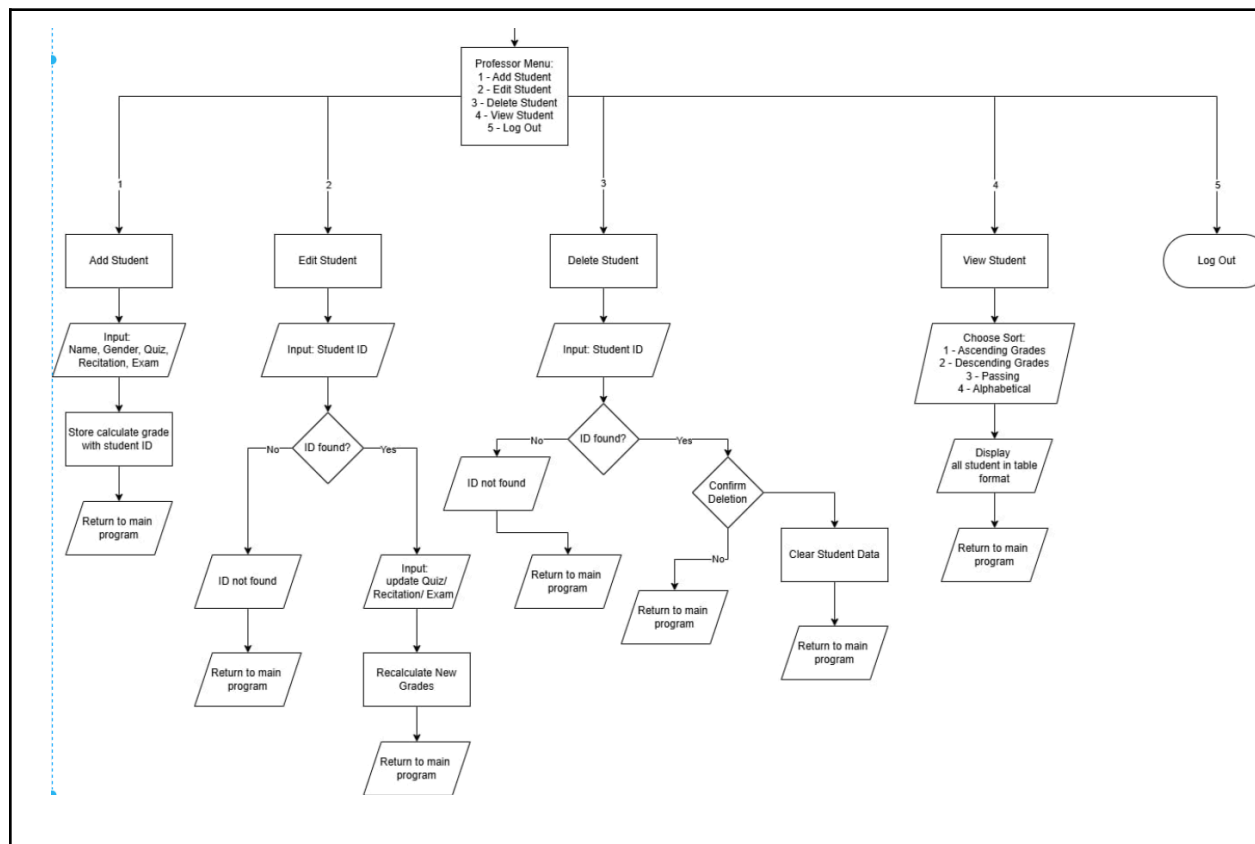 Professor Menu:
1 - Add Student
2 - Edit Student
3 - Delete Student
4 - View Student
5 - Log Out
1
2
3
4
5
Add Student
Edit Student
Delete Student
View Student
Log Out
Input:
Name, Gender, Quiz,
Recitation, Exam
Input: Student ID
Input: Student ID
Choose Sort:
1 - Ascending Grades
2 - Descending Grades
3 - Passing
4 - Alphabetical
Store calculate grade
with student ID
No
ID found?
Yes
No
ID found?
Yes
Display
all student in table
format
ID not found
Confirm
Deletion
Return to main
program
No
Clear Student Data
Return to main
program
ID not found
Input:
update Quiz/
Recitation/ Exam
Return to main
program
Return to main
program
Return to main
program
Return to main
program
Recalculate New
Grades
Return to main
program